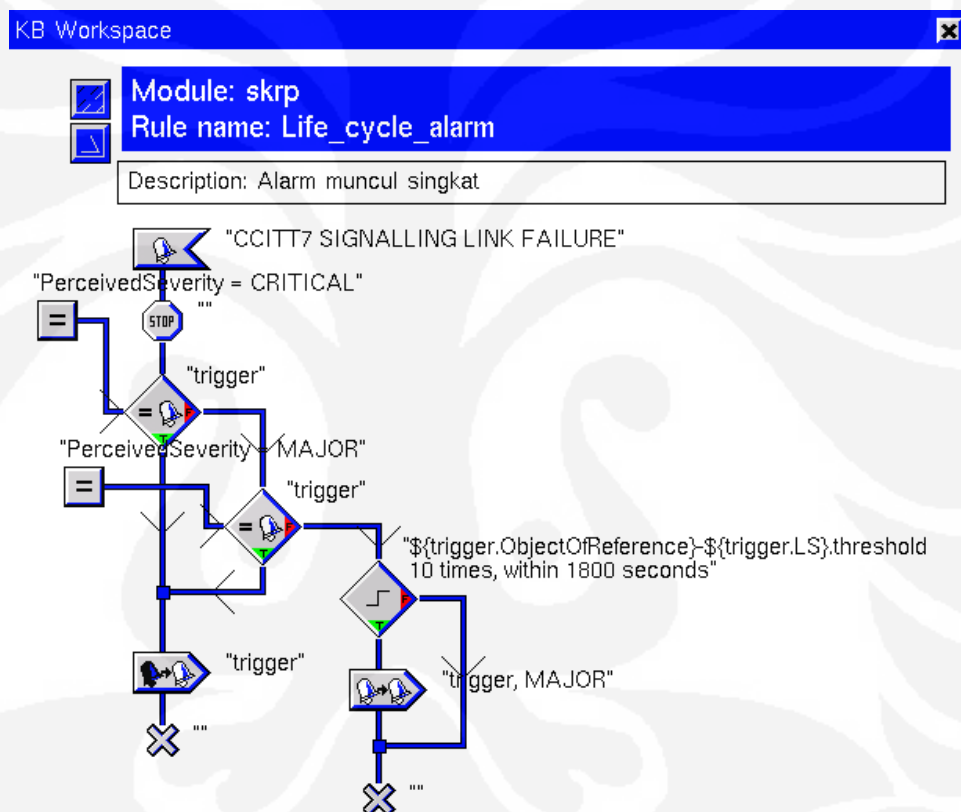 KB Workspace
Module: skrp
Rule name: Life_cycle_alarm
Description: Alarm muncul singkat
"CCITT7 SIGNALLING LINK FAILURE"
"PerceivedSeverity = CRITICAL"
""
STOP
=
"trigger"
= F
T
"PerceivedSeverity = MAJOR"
=
"trigger"
= F
T
"${trigger.ObjectOfReference}-${trigger.LS}.threshold
10 times, within 1800 seconds"
F
T
"trigger"
"trigger, MAJOR"
""
""